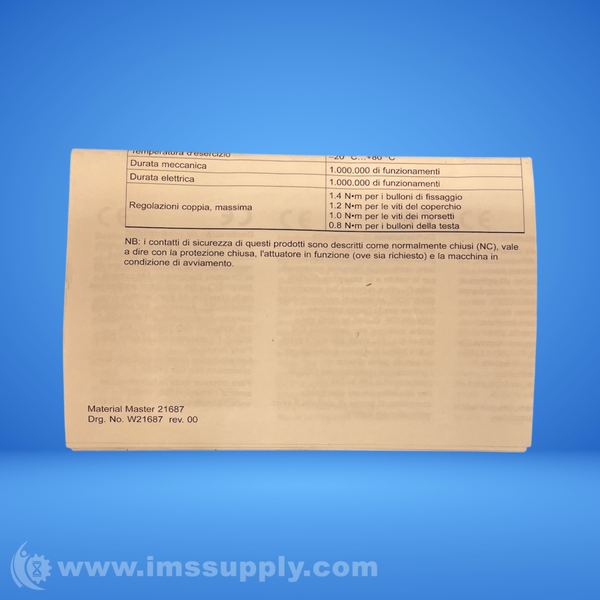 Temperatura d'esercizio –20 °C...+80 °C
Durata meccanica 1.000.000 di funzionamenti
Durata elettrica 1.000.000 di funzionamenti
Regolazioni coppia, massima
1.4 N•m per i bulloni di fissaggio
1.2 N•m per le viti del coperchio
1.0 N•m per le viti dei morsetti
0.8 N•m per i bulloni della testa
NB: i contatti di sicurezza di questi prodotti sono descritti come normalmente chiusi (NC), vale
a dire con la protezione chiusa, l'attuatore in funzione (ove sia richiesto) e la macchina in
condizione di avviamento.
Material Master 21687
Drg. No. W21687 rev. 00
www.imssupply.com